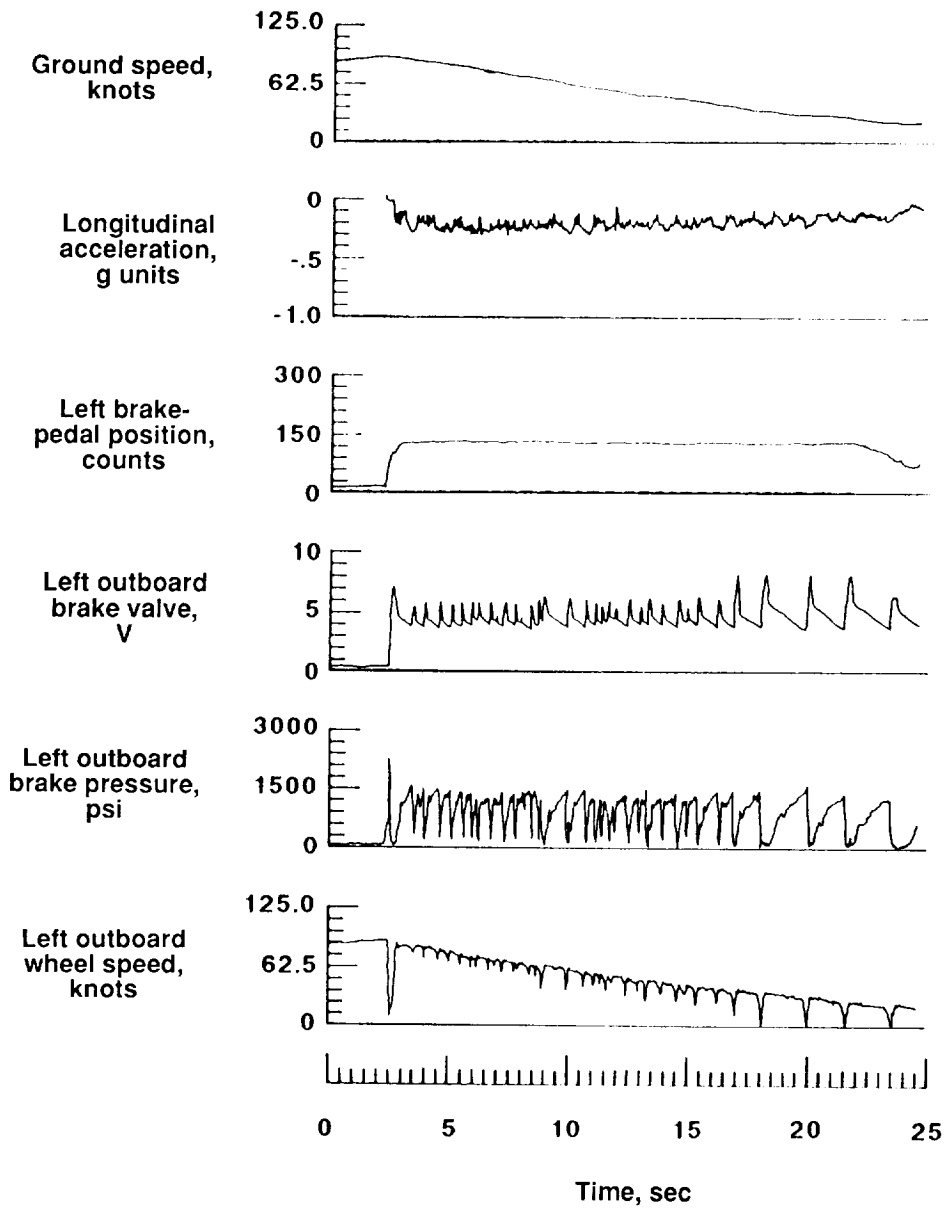 Ground speed,
knots
125.0
62.5
0
Longitudinal
acceleration,
g units
0
-.5
-1.0
Left brake-
pedal position,
counts
300
150
0
Left outboard
brake valve,
V
10
5
0
Left outboard
brake pressure,
psi
3000
1500
0
Left outboard
wheel speed,
knots
125.0
62.5
0
0 5 10 15 20 25
Time, sec